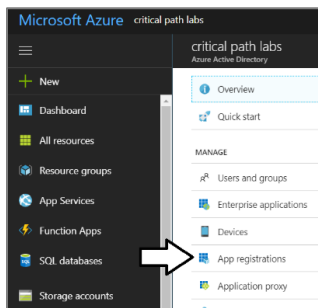 Microsoft Azure critical path labs
New
Dashboard
All resources
Resource groups
App Services
Function Apps
SQL databases
Storage accounts
critical path labs
Azure Active Directory
Overview
Quick start
MANAGE
Users and groups
Enterprise applications
Devices
App registrations
Application proxy